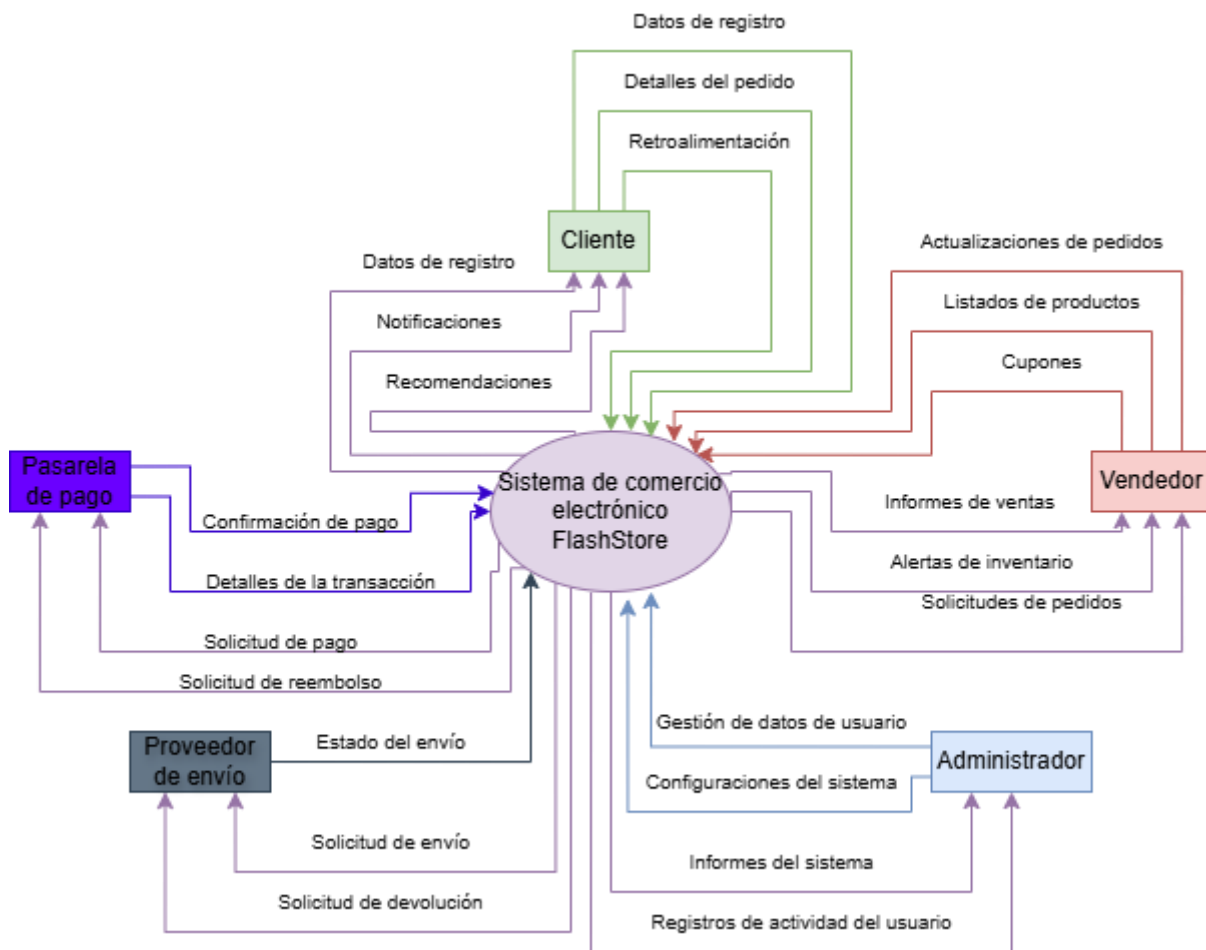 Datos de registro
Detalles del pedido
Retroalimentación
Cliente
Datos de registro
Notificaciones
Recomendaciones
Actualizaciones de pedidos
Listados de productos
Cupones
Pasarela
de pago
Confirmación de pago
Detalles de la transacción
Solicitud de pago
Solicitud de reembolso
Sistema de comercio
electrónico
FlashStore
Vendedor
Informes de ventas
Alertas de inventario
Solicitudes de pedidos
Proveedor
de envío
Estado del envío
Solicitud de envío
Solicitud de devolución
Gestión de datos de usuario
Configuraciones del sistema
Administrador
Informes del sistema
Registros de actividad del usuario